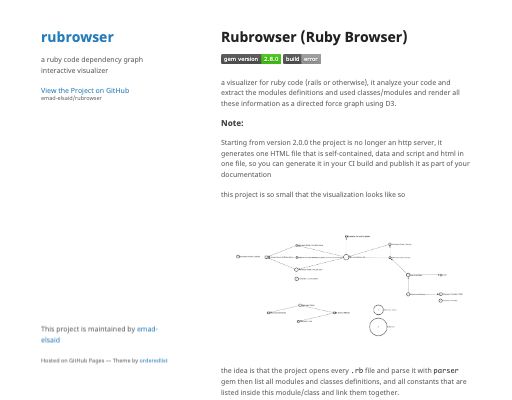 rubrowser
a ruby code dependency graph
interactive visualizer
View the Project on GitHub
emad-elsaid/rubrowser
This project is maintained by emad-
elsaid
Hosted on GitHub Pages — Theme by orderedlist
Rubrowser (Ruby Browser)
gem version 2.8.0 build error
a visualizer for ruby code (rails or otherwise), it analyze your code and
extract the modules definitions and used classes/modules and render all
these information as a directed force graph using D3.
Note:
Starting from version 2.0.0 the project is no longer an http server, it
generates one HTML file that is self-contained, data and script and html in
one file, so you can generate it in your CI build and publish it as part of your
documentation
this project is so small that the visualization looks like so
the idea is that the project opens every .rb file and parse it with parser
gem then list all modules and classes definitions, and all constants that are
listed inside this module/class and link them together.